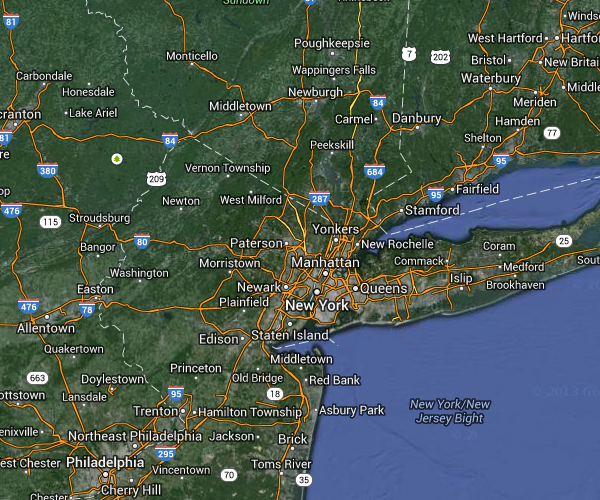 Sundown
81
87
Windsor
West Hartford
Hartford
Poughkeepsie
7
202
Monticello
Bristol
New Britain
Wappingers Falls
Waterbury
Carbondale
Honesdale
Newburgh
84
Middletown
Meriden
Lake Ariel
Carmel
Danbury
Scranton
Hamden
81
84
Peekskill
Shelton
77
95
380
209
Vernon Township
684
476
Newton
West Milford
287
95
Fairfield
115
Stroudsburg
Stamford
Yonkers
Bangor
80
Paterson
New Rochelle
Coram
25
Manhattan
Commack
Medford
South
Washington
Morristown
Islip
Easton
Newark
Queens
Brookhaven
476
78
Plainfield
New York
Allentown
Staten Island
Edison
Quakertown
Middletown
Princeton
663
Doylestown
Old Bridge
Red Bank
95
18
Pottstown
Lansdale
New York/New
Jersey Bight
Trenton
Hamilton Township
Asbury Park
Phoenixville
Northeast Philadelphia
Jackson
Brick
295
West Chester
Philadelphia
Vincentown
70
Toms River
35
Chester
Cherry Hill